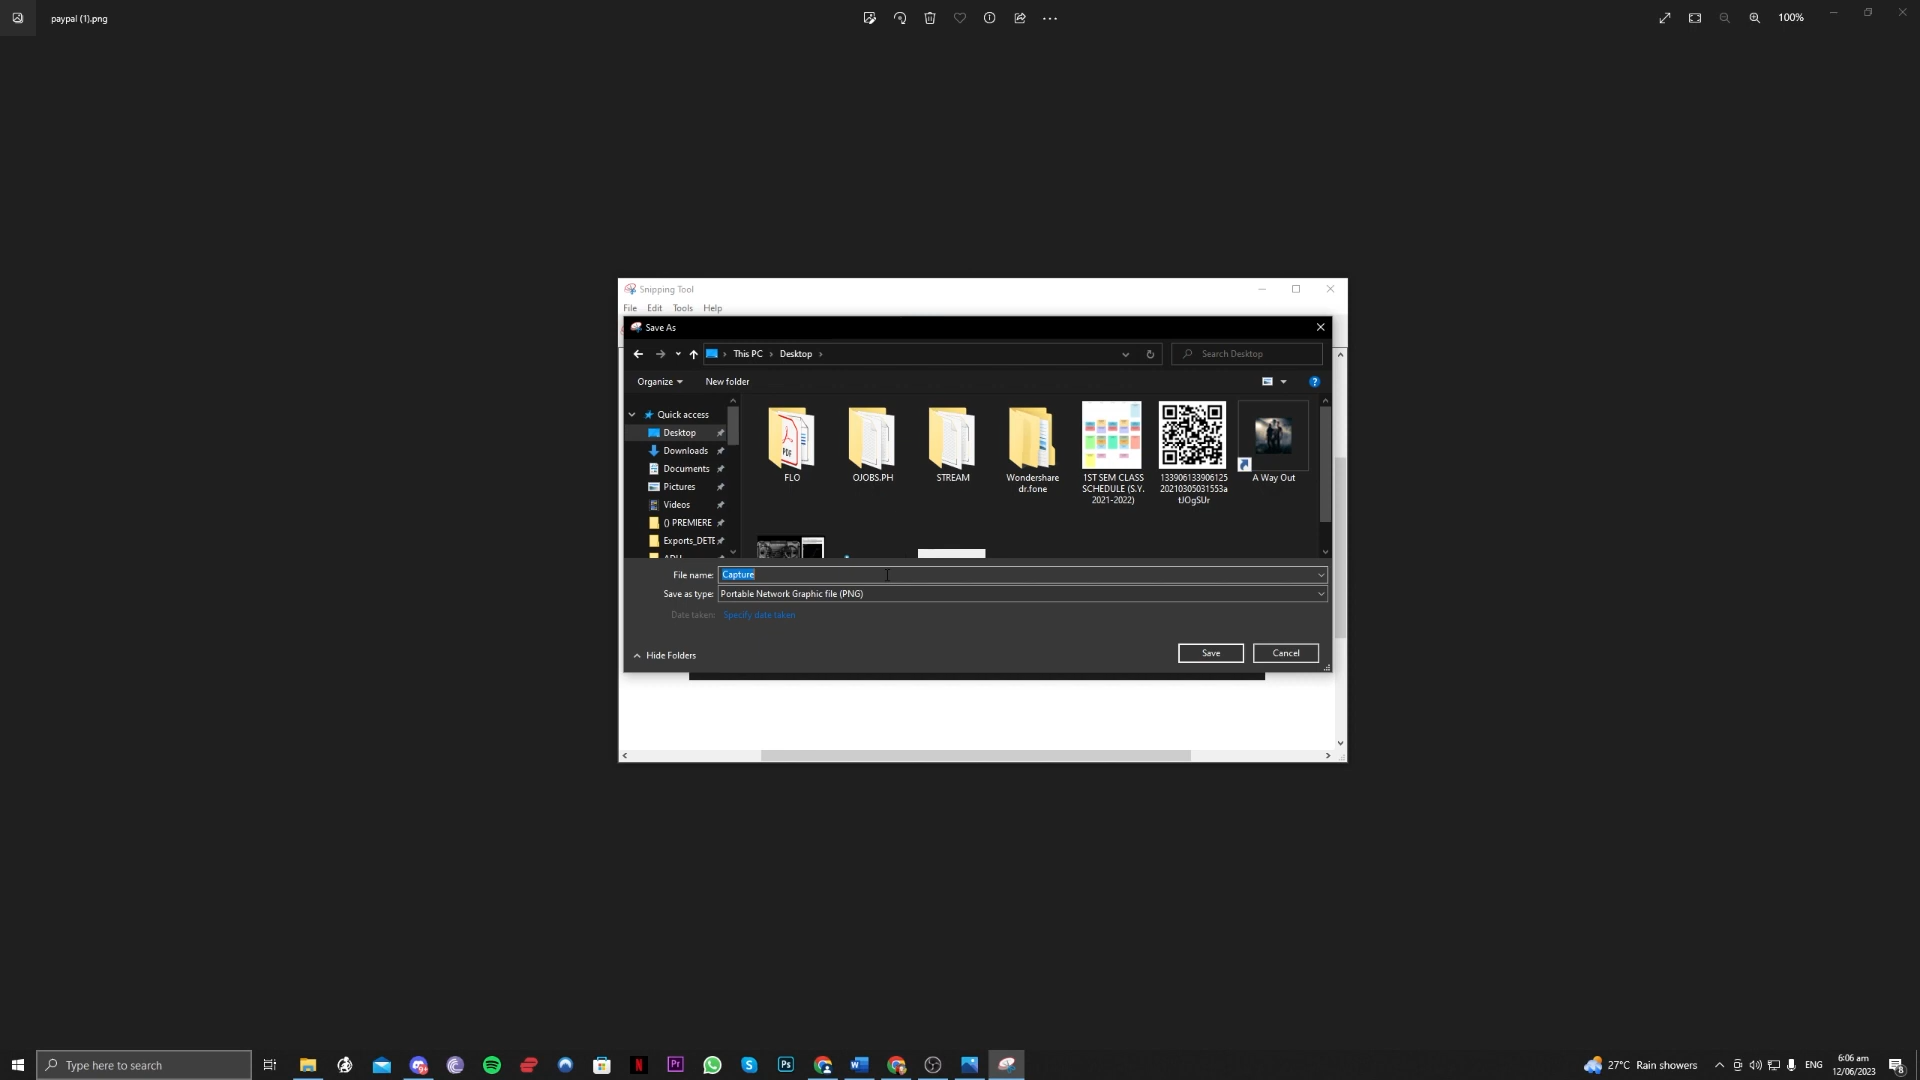 paypal (1).png
100%
Snipping Tool
File Edit Tools Help
Save As
This PC › Desktop ›
Search Desktop
Organize
New folder
Quick access
Desktop
Downloads
Documents
Pictures
Videos
() PREMIERE
Exports_DETE
FLO
OJOBS.PH
STREAM
Wondershare
dr.fone
1ST SEM CLASS
SCHEDULE (S.Y.
2021-2022)
133906133906125
20210305031553a
tJOgSUr
A Way Out
File name: Capture
Save as type: Portable Network Graphic file (PNG)
Date taken: Specify date taken
Hide Folders
Save
Cancel
Type here to search
27°C Rain showers
ENG
6:06 am
12/06/2023